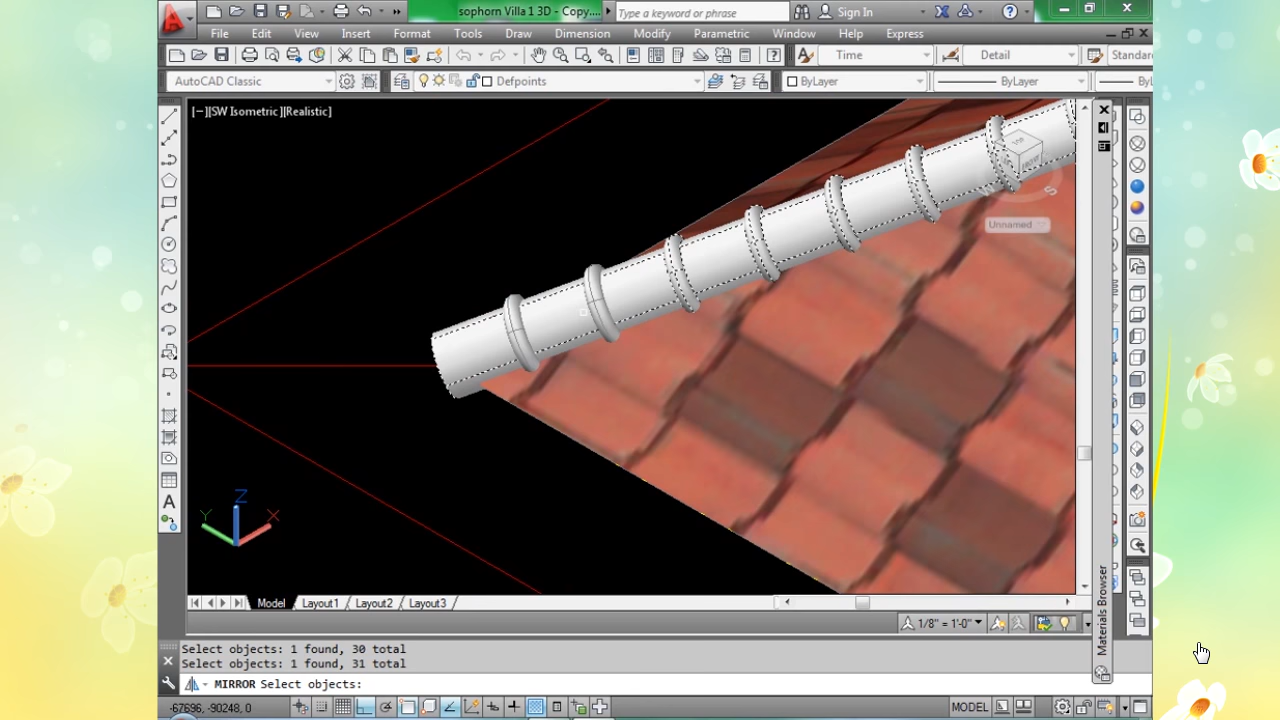 sophorn Villa 1 3D - Copy....
Type a keyword or phrase
Sign In
File Edit View Insert Format Tools Draw Dimension Modify Parametric Window Help Express
A Time Detail Standard
AutoCAD Classic Defpoints ByLayer ByLayer
[−][SW Isometric][Realistic]
TOP
FRONT
S
Unnamed
A
Z
Y X
Model Layout1 Layout2 Layout3
1/8" = 1'-0"
Materials Browser
Select objects: 1 found, 30 total
Select objects: 1 found, 31 total
MIRROR Select objects:
-67696, -90248, 0 MODEL